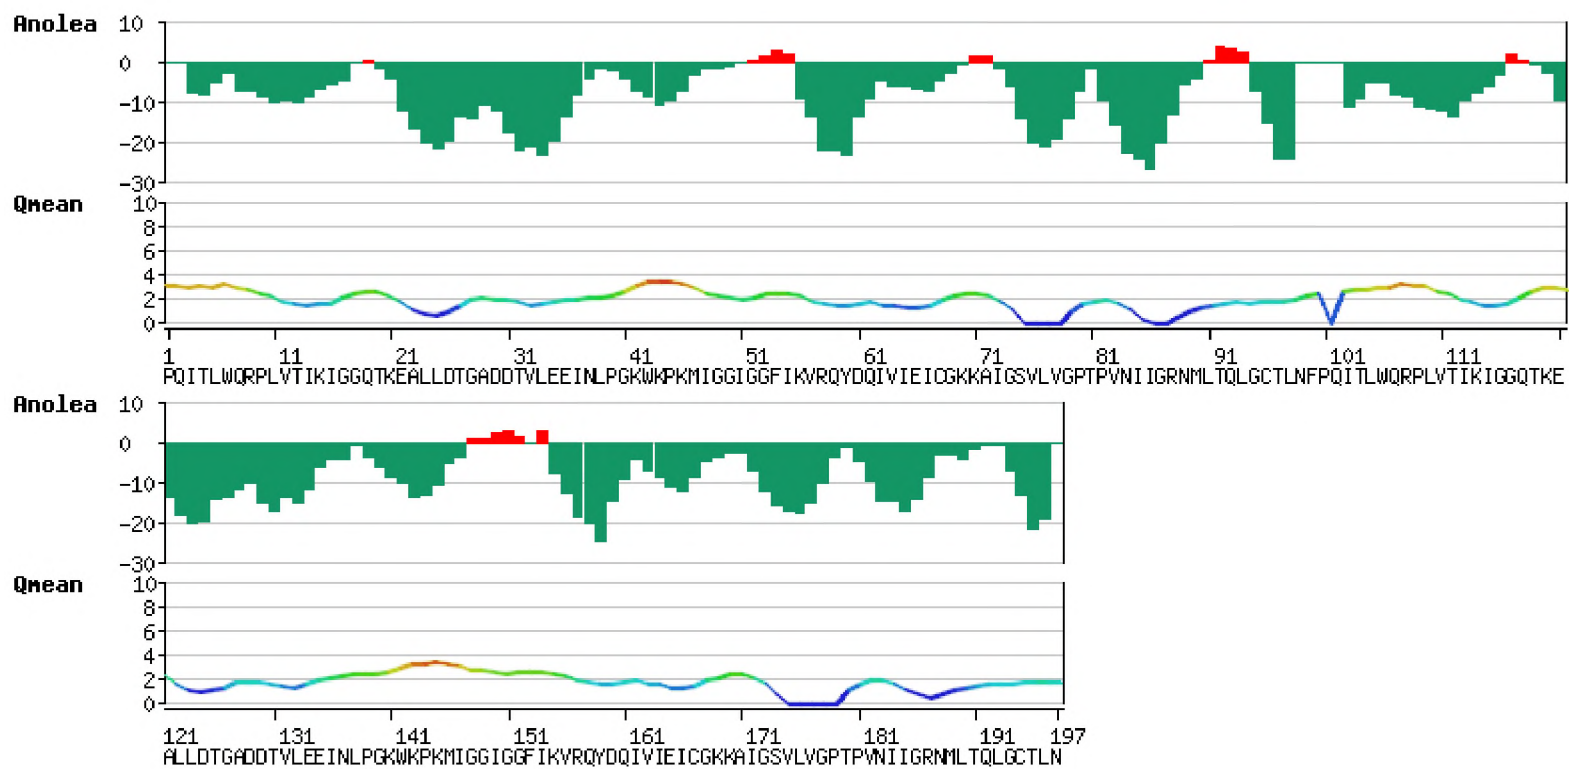 Anolea
10
0
-10
-20
-30
Qmean
10
8
6
4
2
0
1 11 21 31 41 51 61 71 81 91 101 111
PQITLWQRPLVTIKIGGQTKEALLDTGADDTVLEEINLPGKWKPKMIGGIGGFIKVRQYDQIVIEICGKKAIGSVLVGPTPVNIIGRNMLTQLGCTLNFPQITLWQRPLVTIKIGGQTKE
Anolea
10
0
-10
-20
-30
Qmean
10
8
6
4
2
0
121 131 141 151 161 171 181 191 197
ALLDTGADDTVLEEINLPGKWKPKMIGGIGGFIKVRQYDQIVIEICGKKAIGSVLVGPTPVNIIGRNMLTQLGCTLN